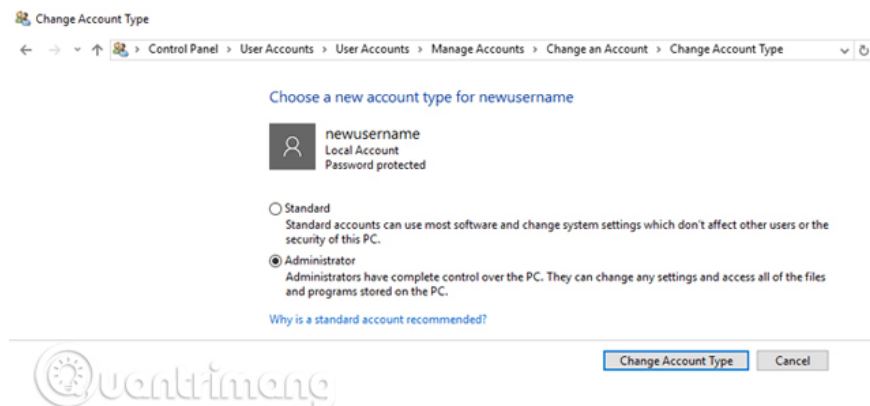 Change Account Type
Control Panel > User Accounts > User Accounts > Manage Accounts > Change an Account > Change Account Type
Choose a new account type for newusername
newusername
Local Account
Password protected
Standard
Standard accounts can use most software and change system settings which don't affect other users or the
security of this PC.
Administrator
Administrators have complete control over the PC. They can change any settings and access all of the files
and programs stored on the PC.
Why is a standard account recommended?
Change Account Type Cancel
Quantrimang